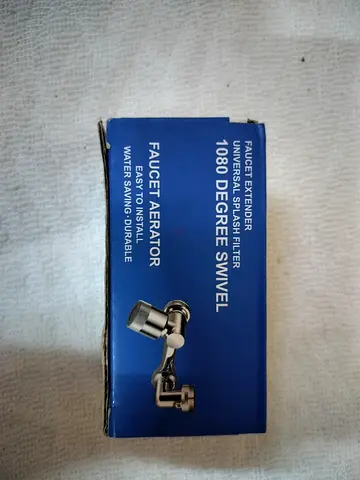 FAUCET EXTENDER
UNIVERSAL SPLASH FILTER
1080 DEGREE SWIVEL
FAUCET AERATOR
EASY TO INSTALL
WATER SAVING-DURABLE